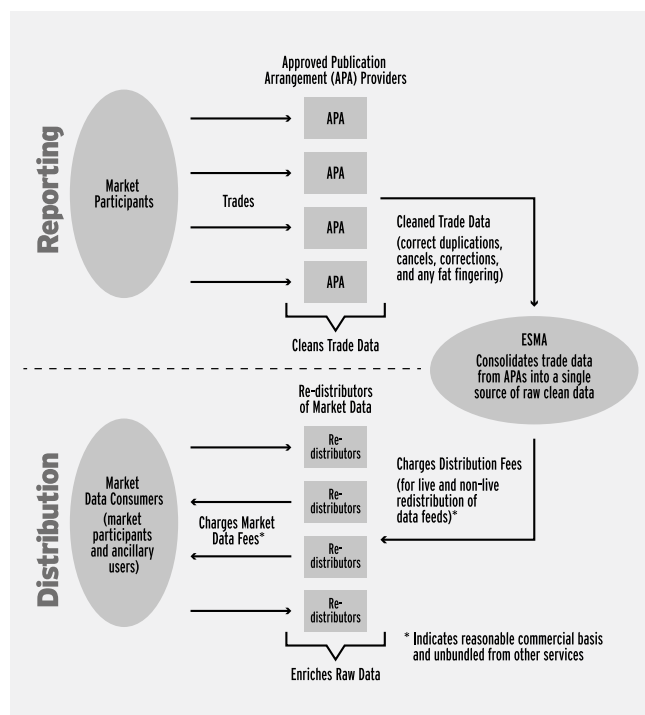 Reporting
Approved Publication
Arrangement (APA) Providers
Market
Participants
Trades
APA
APA
APA
APA
Cleans Trade Data
Cleaned Trade Data
(correct duplications,
cancels, corrections,
and any fat fingering)
ESMA
Consolidates trade data
from APAs into a single
source of raw clean data
Distribution
Re-distributors
of Market Data
Market
Data Consumers
(market
participants
and ancillary
users)
Charges Market
Data Fees*
Re-
distributors
Re-
distributors
Re-
distributors
Re-
distributors
Enriches Raw Data
Charges Distribution Fees
(for live and non-live
redistribution of
data feeds)*
* Indicates reasonable commercial basis
and unbundled from other services